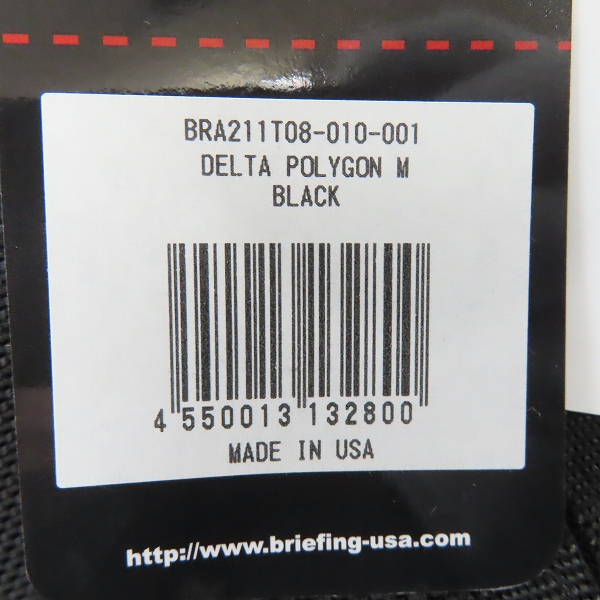 BRA211T08-010-001
DELTA POLYGON M
BLACK
4 550013 132800
MADE IN USA
http://www.briefing-usa.com